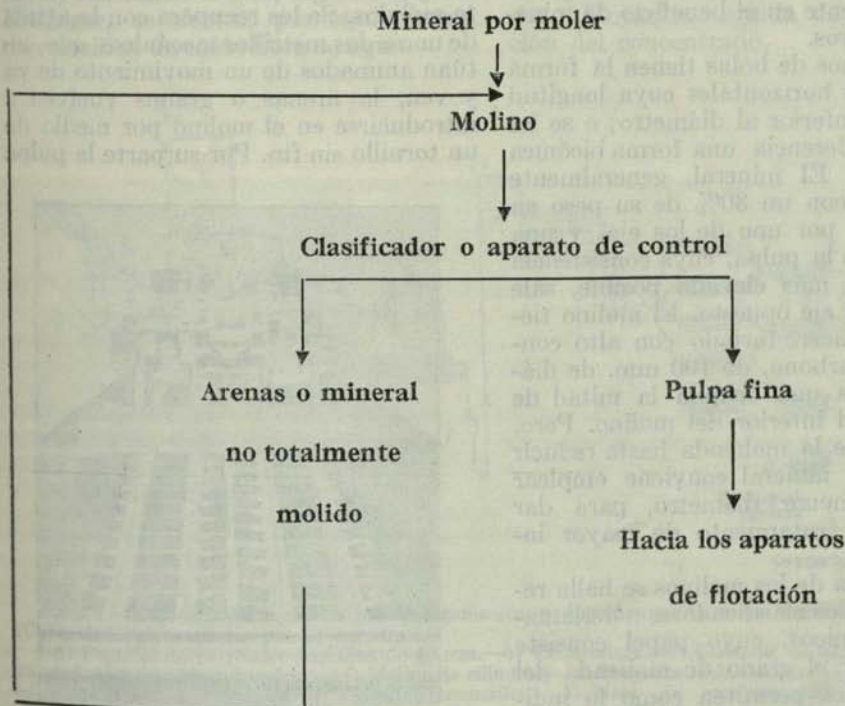 Mineral por moler
Molino
Clasificador o aparato de control
Arenas o mineral
no totalmente
molido
Pulpa fina
Hacia los aparatos
de flotación